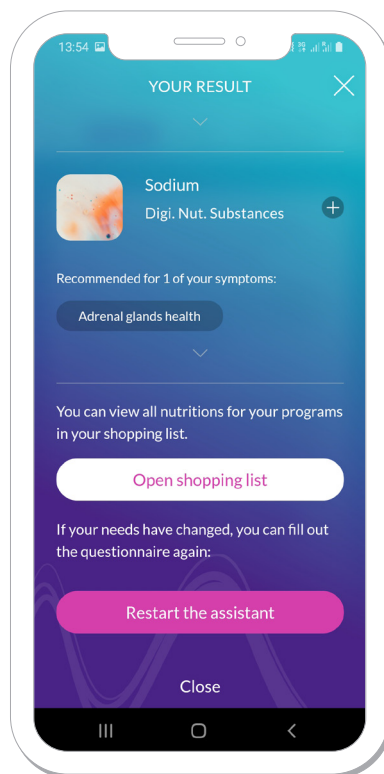 13:54
YOUR RESULT
Sodium
Digi. Nut. Substances
Recommended for 1 of your symptoms:
Adrenal glands health
You can view all nutritions for your programs
in your shopping list.
Open shopping list
If your needs have changed, you can fill out
the questionnaire again:
Restart the assistant
Close